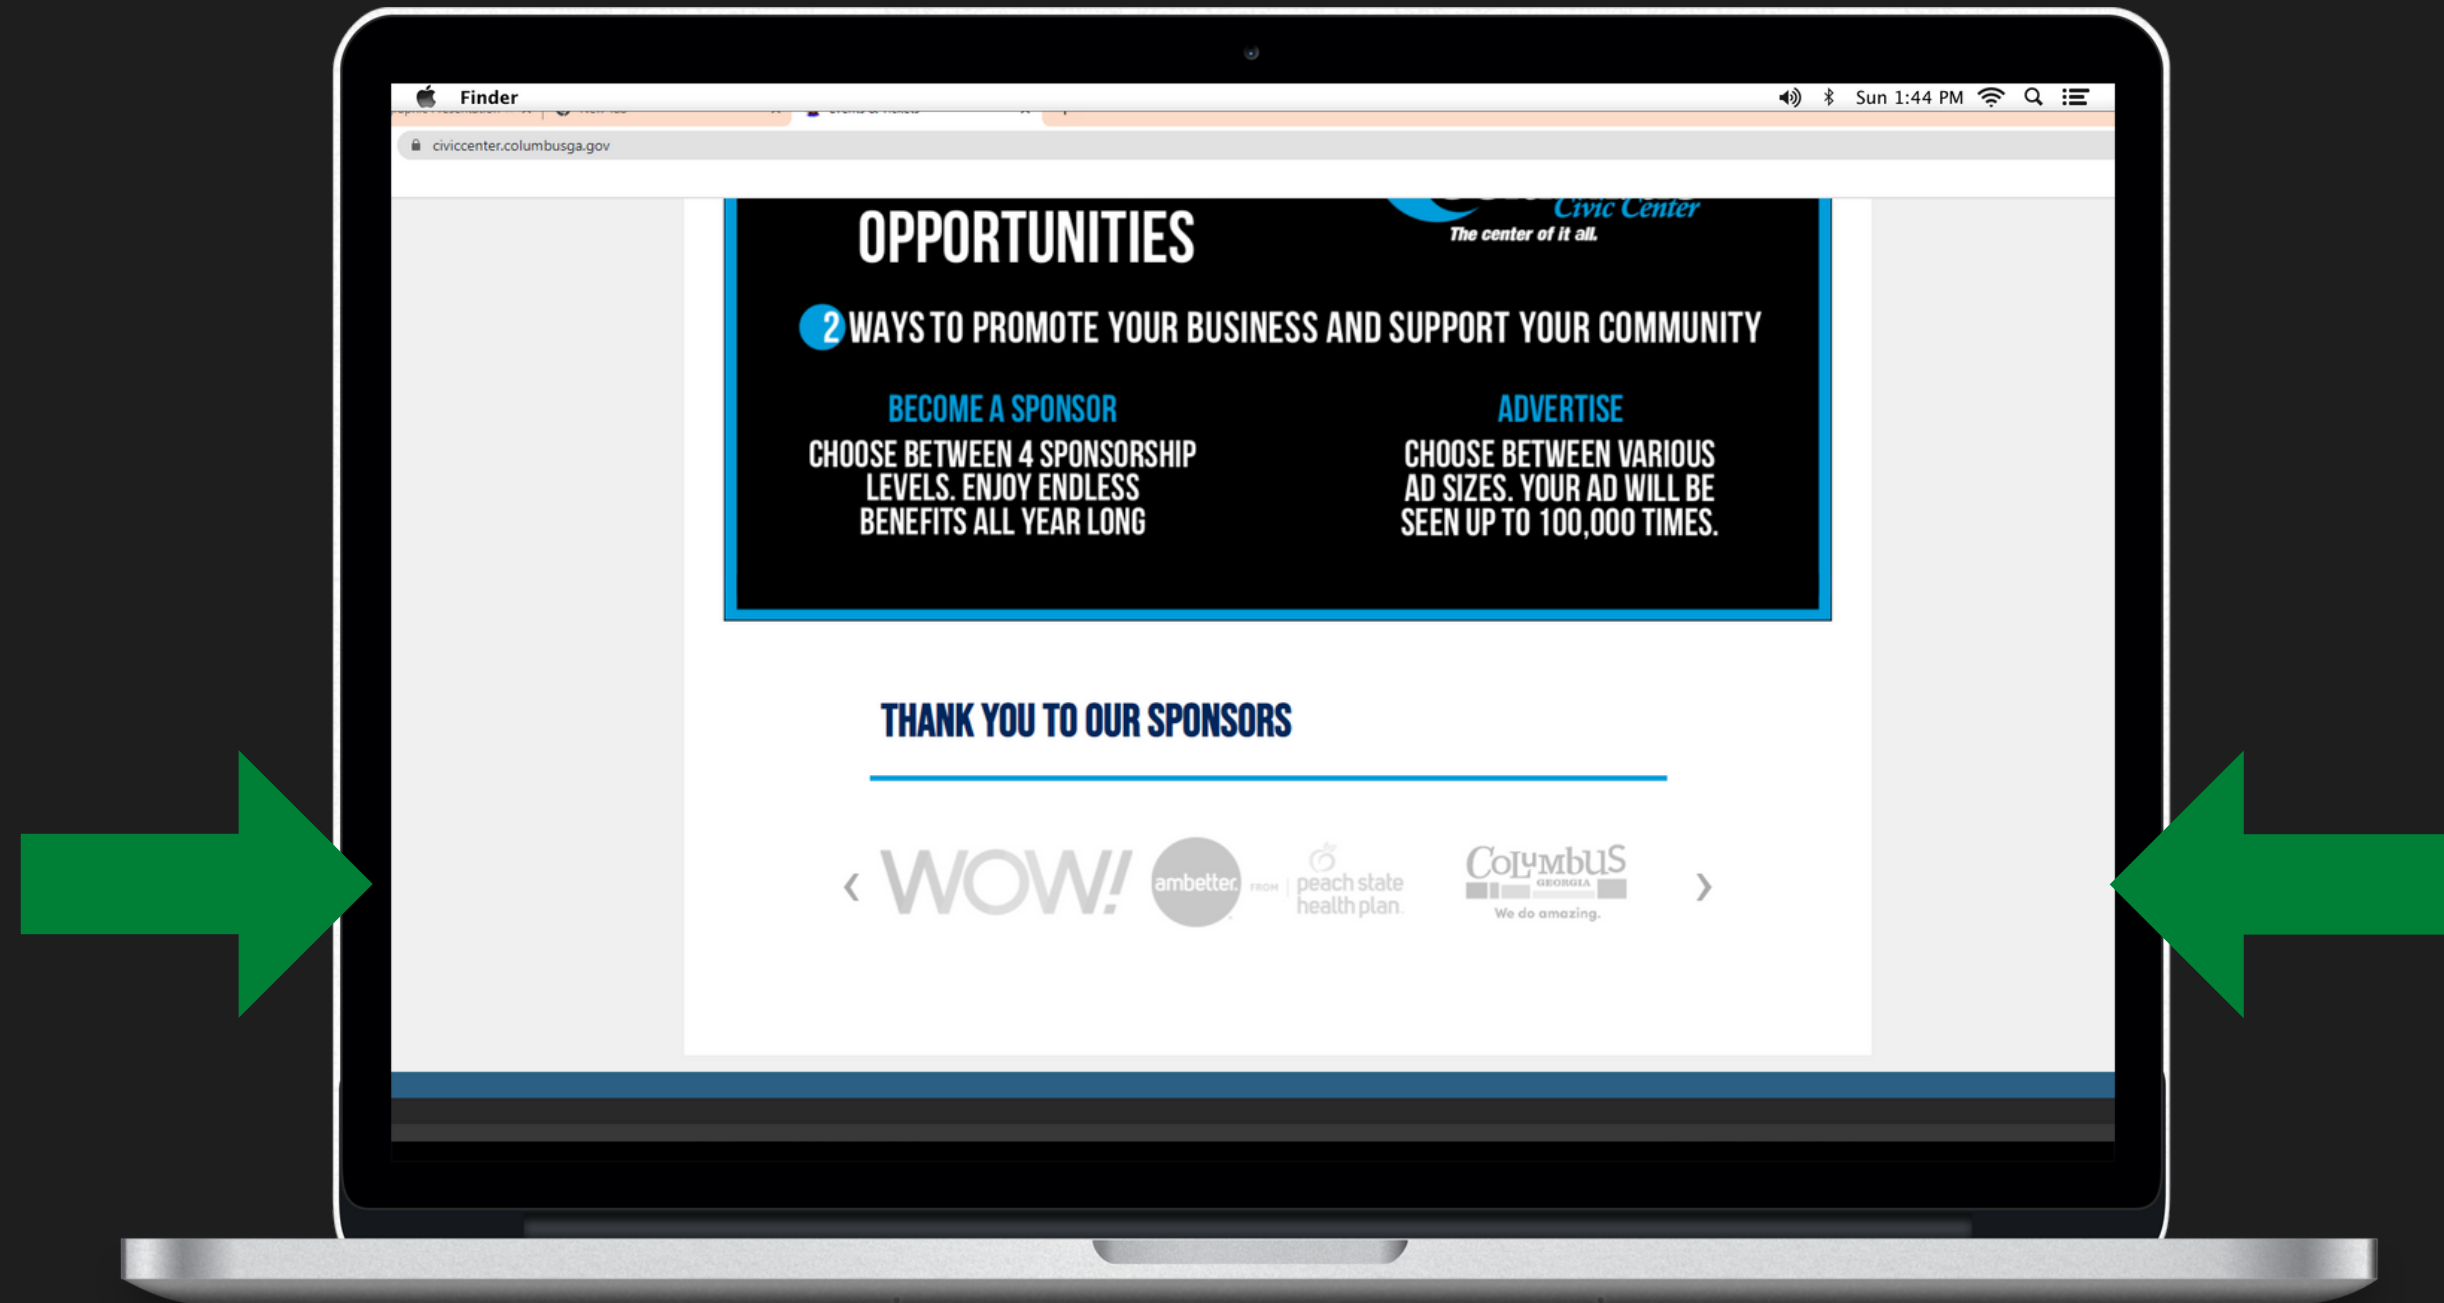 Finder
Sun 1:44 PM
civiccenter.columbusga.gov
OPPORTUNITIES
Civic Center
The center of it all.
2 WAYS TO PROMOTE YOUR BUSINESS AND SUPPORT YOUR COMMUNITY
BECOME A SPONSOR
CHOOSE BETWEEN 4 SPONSORSHIP
LEVELS. ENJOY ENDLESS
BENEFITS ALL YEAR LONG
ADVERTISE
CHOOSE BETWEEN VARIOUS
AD SIZES. YOUR AD WILL BE
SEEN UP TO 100,000 TIMES.
THANK YOU TO OUR SPONSORS
WOW!
ambetter.
FROM
peach state
health plan.
COLUMBUS
GEORGIA
We do amazing.